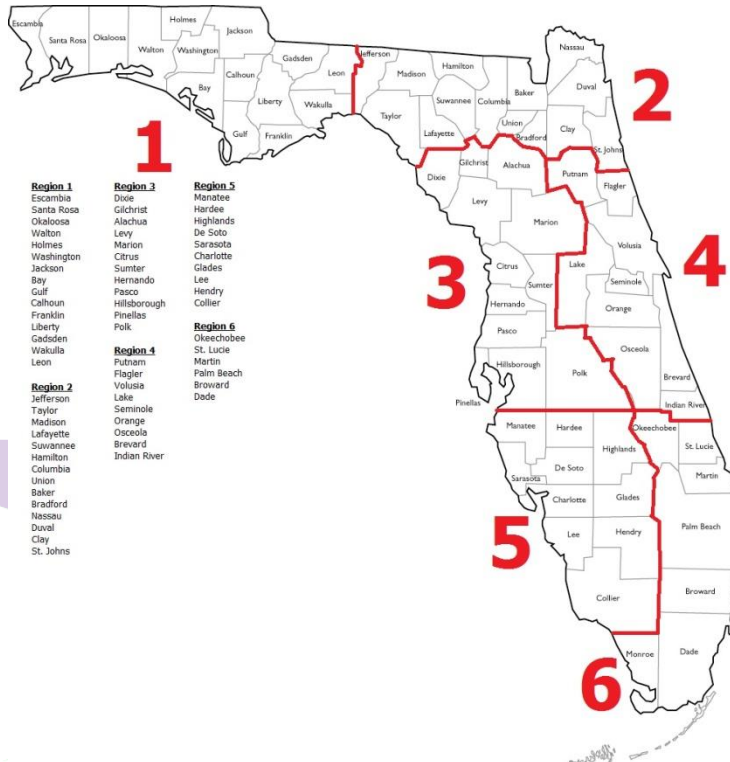 Escambia
Santa Rosa
Okaloosa
Walton
Holmes
Washington
Jackson
Bay
Calhoun
Gulf
Liberty
Gadsden
Franklin
Wakulla
Leon
Jefferson
Madison
Taylor
Hamilton
Suwannee
Lafayette
Columbia
Baker
Union
Bradford
Nassau
Duval
Clay
St. Johns
1
2
Dixie
Gilchrist
Alachua
Levy
Marion
Citrus
Sumter
Hernando
Pasco
Hillsborough
Pinellas
Polk
3
Putnam
Flagler
Volusia
Lake
Seminole
Orange
Osceola
Brevard
Indian River
4
Manatee
Hardee
Highlands
Sarasota
De Soto
Charlotte
Glades
Lee
Hendry
Collier
5
Okeechobee
St. Lucie
Martin
Palm Beach
Broward
Monroe
Dade
6
Region 1
Escambia
Santa Rosa
Okaloosa
Walton
Holmes
Washington
Jackson
Bay
Gulf
Calhoun
Franklin
Liberty
Gadsden
Wakulla
Leon
Region 2
Jefferson
Taylor
Madison
Lafayette
Suwannee
Hamilton
Columbia
Union
Baker
Bradford
Nassau
Duval
Clay
St. Johns
Region 3
Dixie
Gilchrist
Alachua
Levy
Marion
Citrus
Sumter
Hernando
Pasco
Hillsborough
Pinellas
Polk
Region 4
Putnam
Flagler
Volusia
Lake
Seminole
Orange
Osceola
Brevard
Indian River
Region 5
Manatee
Hardee
Highlands
De Soto
Sarasota
Charlotte
Glades
Lee
Hendry
Collier
Region 6
Okeechobee
St. Lucie
Martin
Palm Beach
Broward
Dade